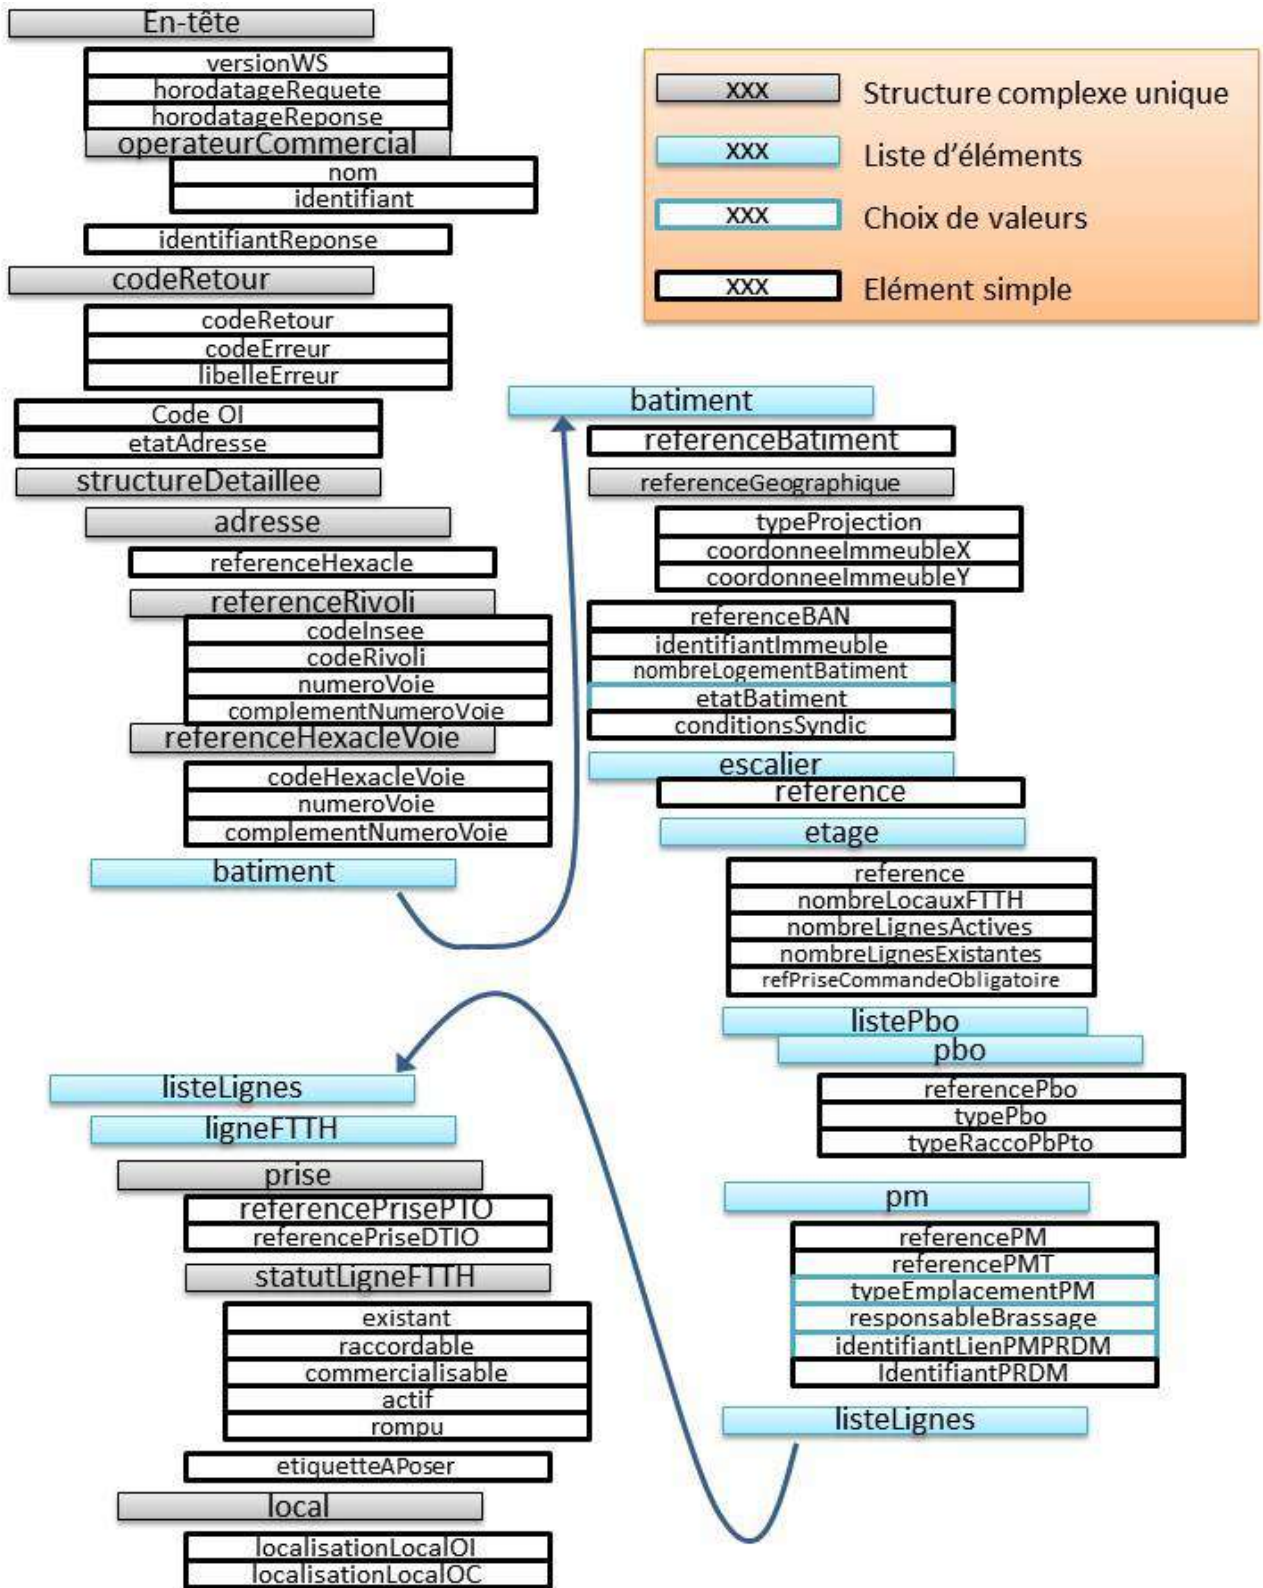 En-tête
versionWS
horodatageRequete
horodatageReponse
operateurCommercial
nom
identifiant
identifiantReponse
codeRetour
codeRetour
codeErreur
libelleErreur
Code OI
etatAdresse
structureDetaillee
adresse
referenceHexacle
referenceRivoli
codeInsee
codeRivoli
numeroVoie
complementNumeroVoie
referenceHexacleVoie
codeHexacleVoie
numeroVoie
complementNumeroVoie
batiment
xxx Structure complexe unique
xxx Liste d'éléments
xxx Choix de valeurs
xxx Elément simple
batiment
referenceBatiment
referenceGeographique
typeProjection
coordonneeImmeubleX
coordonneeImmeubleY
referenceBAN
identifiantImmeuble
nombreLogementBatiment
etatBatiment
conditionsSyndic
escalier
reference
etage
reference
nombreLocauxFTTH
nombreLignesActives
nombreLignesExistantes
refPriseCommandeObligatoire
listePbo
pbo
referencePbo
typePbo
typeRaccoPbPto
pm
referencePM
referencePMT
typeEmplacementPM
responsableBrassage
identifiantLienPMPRDM
IdentifiantPRDM
listeLignes
listeLignes
ligneFTTH
prise
referencePrisePTO
referencePriseDTIO
statutLigneFTTH
existant
raccordable
commercialisable
actif
rompu
etiquetteAPoser
local
localisationLocalOI
localisationLocalOC